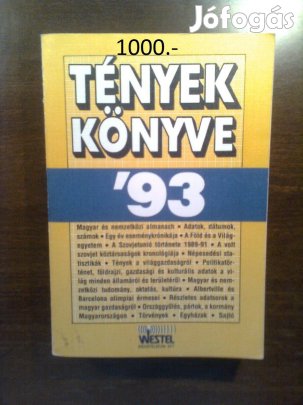 Jófogás
1000.-
TÉNYEK
KÖNYVE
'93
Magyar és nemzetközi almanach • Adatok, dátumok,
számok • Egy év eseménykrónikája • A Föld és a Világ-
egyetem • A Szovjetunió története 1989-91 • A volt
szovjet köztársaságok kronológiája • Népesedési sta-
tisztikák • Tények a világgazdaságról • Politikatör-
ténet, földrajzi, gazdasági és kulturális adatok a vi-
lág minden államáról és területéről • Magyar és nem-
zetközi tudomány, oktatás, kultúra • Albertville és
Barcelona olimpiai érmesei • Részletes adatsorok a
magyar gazdaságról • Országgyűlés, pártok, a kormány
Magyarországon • Törvények • Egyházak • Sajtó
WESTEL